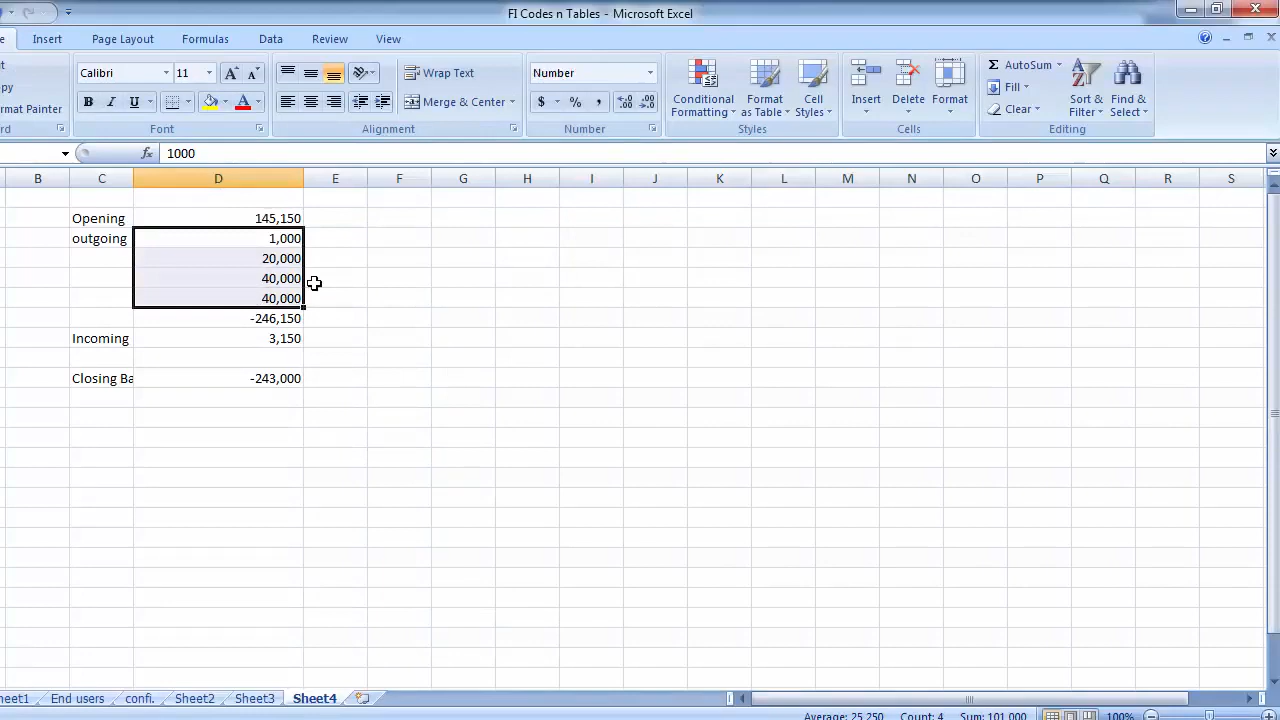 FI Codes n Tables - Microsoft Excel
Insert Page Layout Formulas Data Review View
Calibri 11 Wrap Text Number Conditional Formatting Format as Table Cell Styles Insert Delete Format AutoSum Fill Clear Sort & Filter Find & Select
ormat Painter B I U Merge & Center $ % ,
Font Alignment Number Styles Cells Editing
fx 1000
B C D E F G H I J K L M N O P Q R S
Opening 145,150
outgoing 1,000
20,000
40,000
40,000
-246,150
Incoming 3,150
Closing Ba -243,000
heet1 End users confi. Sheet2 Sheet3 Sheet4
Average: 25,250 Count: 4 Sum: 101,000 100%